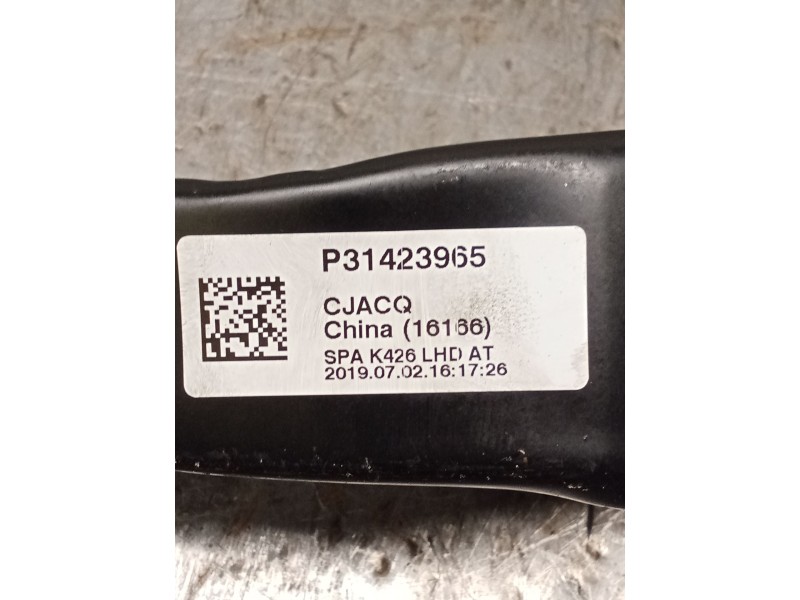 P31423965
CJACQ
China (16166)
SPA K426 LHD AT
2019.07.02.16:17:26